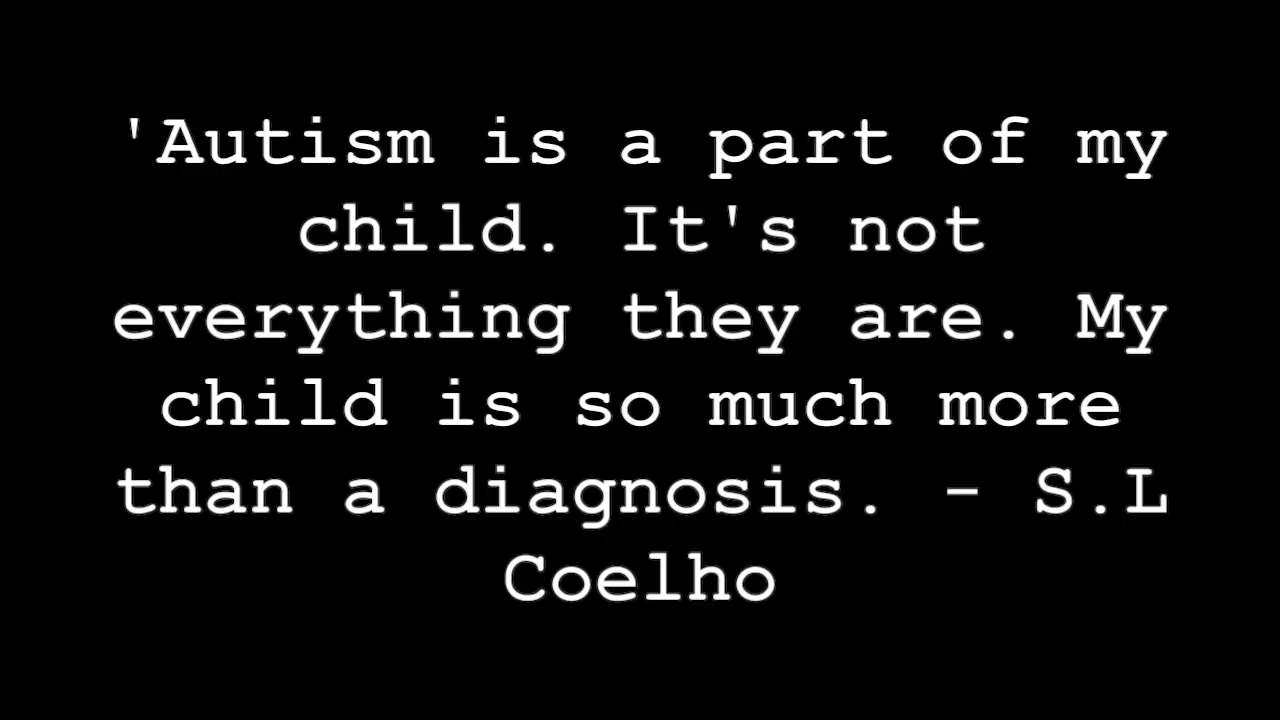 'Autism is a part of my
child. It's not
everything they are. My
child is so much more
than a diagnosis. - S.L
Coelho